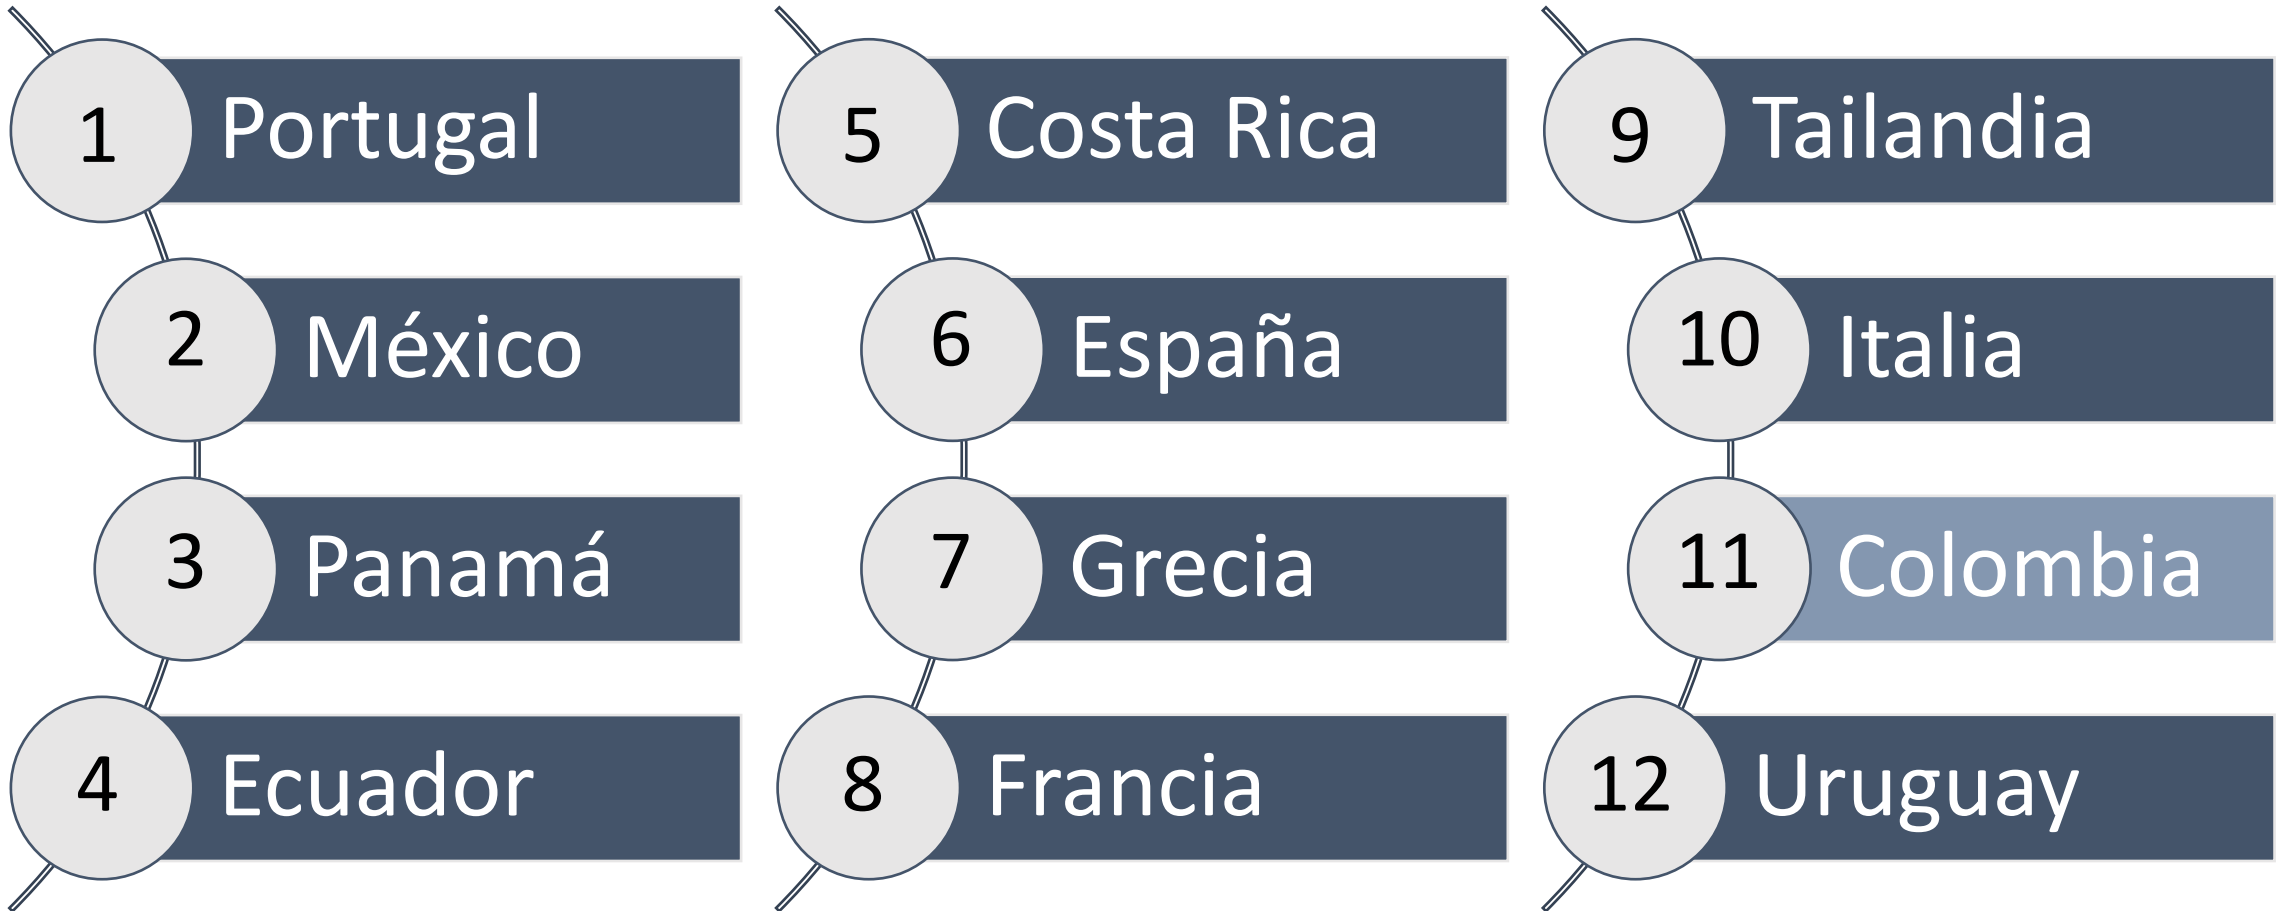 1 Portugal
2 México
3 Panamá
4 Ecuador
5 Costa Rica
6 España
7 Grecia
8 Francia
9 Tailandia
10 Italia
11 Colombia
12 Uruguay